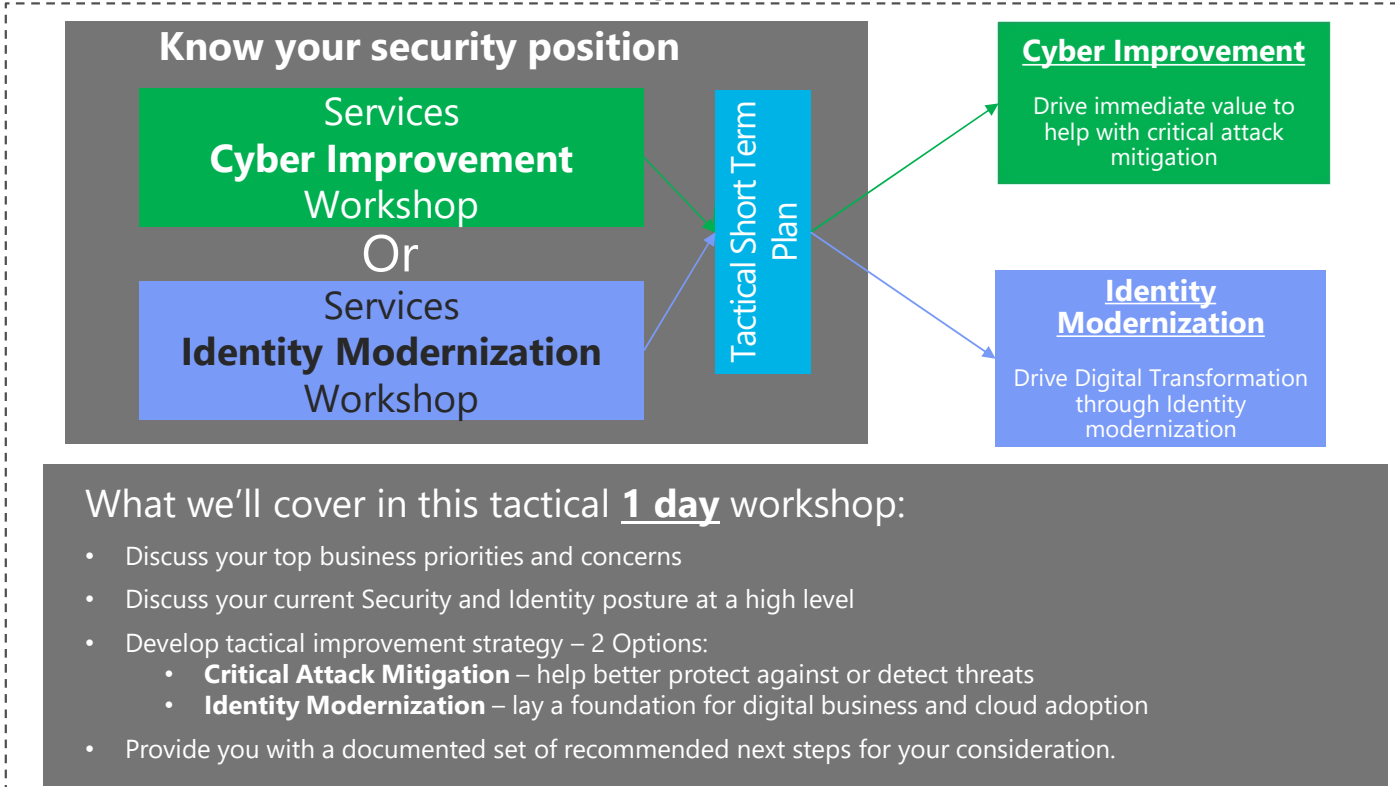 Know your security position
Services
Cyber Improvement
Workshop
Or
Services
Identity Modernization
Workshop
Tactical Short Term
Plan
Cyber Improvement
Drive immediate value to
help with critical attack
mitigation
Identity
Modernization
Drive Digital Transformation
through Identity
modernization
What we’ll cover in this tactical 1 day workshop:
• Discuss your top business priorities and concerns
• Discuss your current Security and Identity posture at a high level
• Develop tactical improvement strategy – 2 Options:
• Critical Attack Mitigation – help better protect against or detect threats
• Identity Modernization – lay a foundation for digital business and cloud adoption
• Provide you with a documented set of recommended next steps for your consideration.